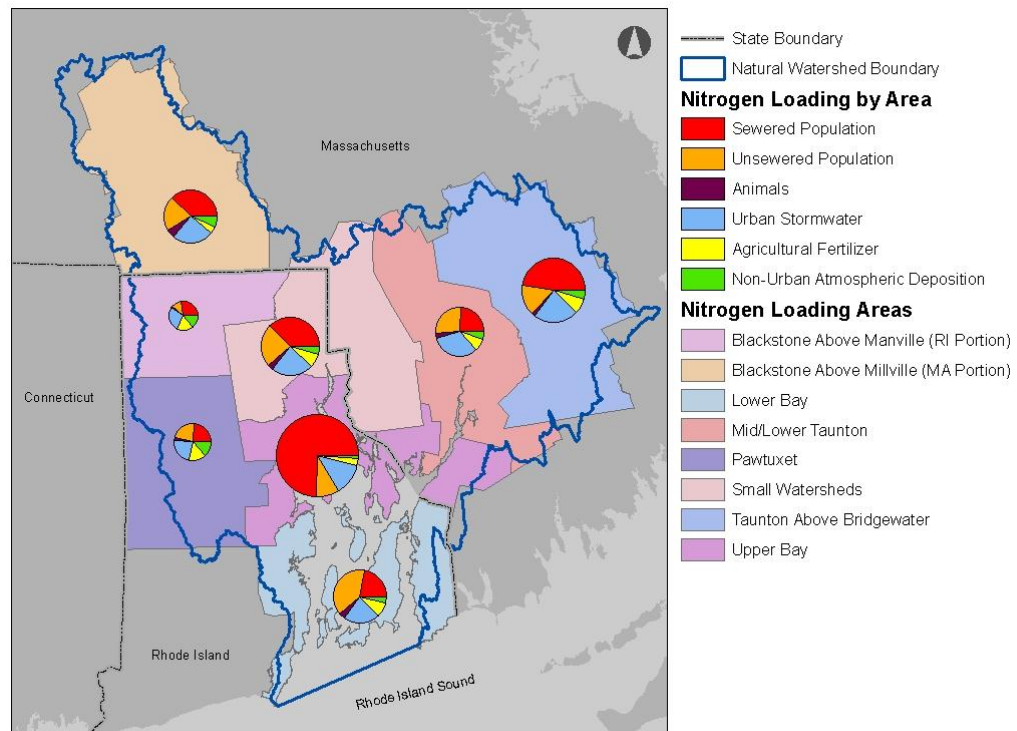 Massachusetts
Connecticut
Rhode Island
Rhode Island Sound
State Boundary
Natural Watershed Boundary
Nitrogen Loading by Area
Sewered Population
Unsewered Population
Animals
Urban Stormwater
Agricultural Fertilizer
Non-Urban Atmospheric Deposition
Nitrogen Loading Areas
Blackstone Above Manville (RI Portion)
Blackstone Above Millville (MA Portion)
Lower Bay
Mid/Lower Taunton
Pawtuxet
Small Watersheds
Taunton Above Bridgewater
Upper Bay